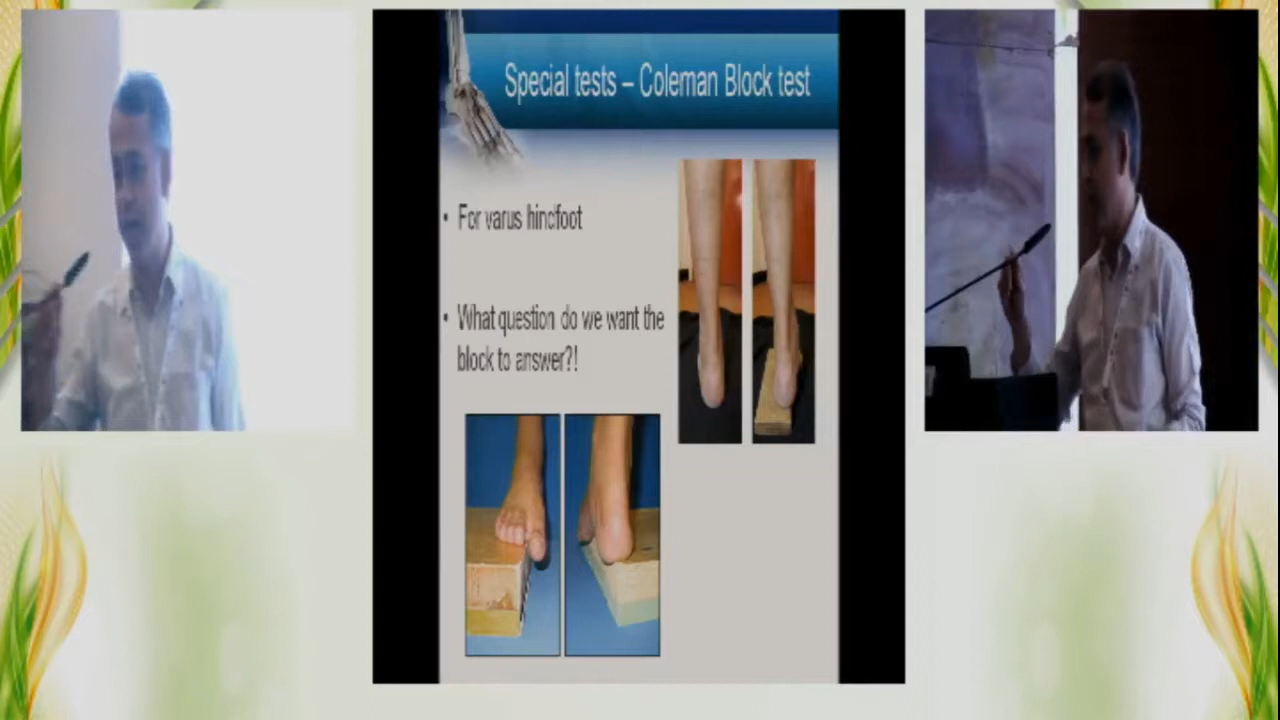 Special tests – Coleman Block test
• For varus hindfoot
• What question do we want the
block to answer?!